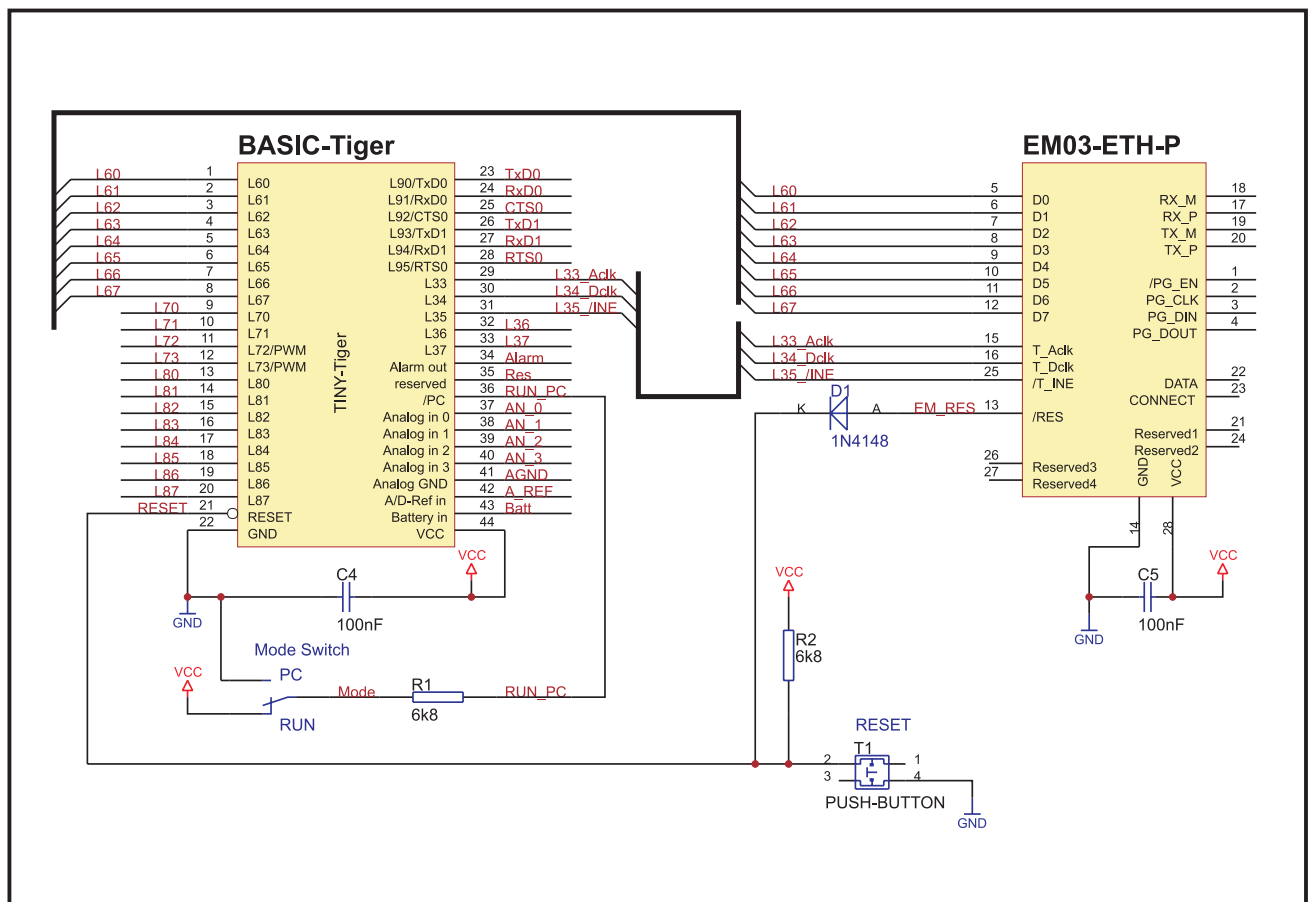 BASIC-Tiger
EM03-ETH-P
TINY-Tiger
L60 1 L60
L61 2 L61
L62 3 L62
L63 4 L63
L64 5 L64
L65 6 L65
L66 7 L66
L67 8 L67
L70 9 L70
L71 10 L71
L72 11 L72/PWM
L73 12 L73/PWM
L80 13 L80
L81 14 L81
L82 15 L82
L83 16 L83
L84 17 L84
L85 18 L85
L86 19 L86
L87 20 L87
RESET 21 RESET
22 GND
L90/TxD0 23 TxD0
L91/RxD0 24 RxD0
L92/CTS0 25 CTS0
L93/TxD1 26 TxD1
L94/RxD1 27 RxD1
L95/RTS0 28 RTS0
L33 29 L33_Aclk
L34 30 L34_Dclk
L35 31 L35_/INE
L36 32 L36
L37 33 L37
Alarm out 34 Alarm
reserved 35 Res
/PC 36 RUN_PC
Analog in 0 37 AN_0
Analog in 1 38 AN_1
Analog in 2 39 AN_2
Analog in 3 40 AN_3
Analog GND 41 AGND
A/D-Ref in 42 A_REF
Battery in 43 Batt
VCC 44
L60 5 D0
L61 6 D1
L62 7 D2
L63 8 D3
L64 9 D4
L65 10 D5
L66 11 D6
L67 12 D7
L33_Aclk 15 T_Aclk
L34_Dclk 16 T_Dclk
L35_/INE 25 /T_INE
D1
K A EM_RES 13 /RES
1N4148
26 Reserved3
27 Reserved4
RX_M 18
RX_P 17
TX_M 19
TX_P 20
/PG_EN 1
PG_CLK 2
PG_DIN 3
PG_DOUT 4
DATA 22
CONNECT 23
Reserved1 21
Reserved2 24
GND VCC
14 28
C4
VCC
GND
100nF
Mode Switch
PC
VCC
Mode
R1
RUN_PC
6k8
RUN
VCC
R2
6k8
C5
VCC
100nF
GND
RESET
T1
2 1
3 4
PUSH-BUTTON
GND